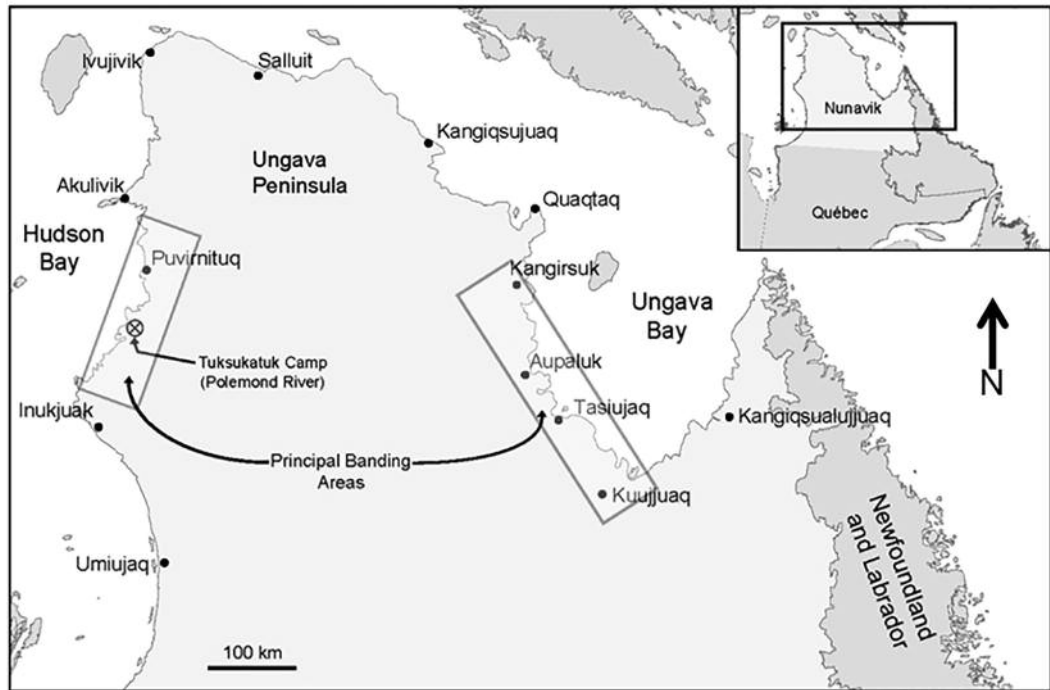 Ivujivik
Salluit
Kangiqsujuaq
Nunavik
Québec
Ungava
Peninsula
Akulivik
Quaqtaq
Hudson
Bay
Puvirnituq
Kangirsuk
Ungava
Bay
N
Tuksukatuk Camp
(Polemond River)
Aupaluk
Tasiujaq
Inukjuak
Kangiqsualujjuaq
Principal Banding
Areas
Kuujjuaq
Umiujaq
Newfoundland
and Labrador
100 km